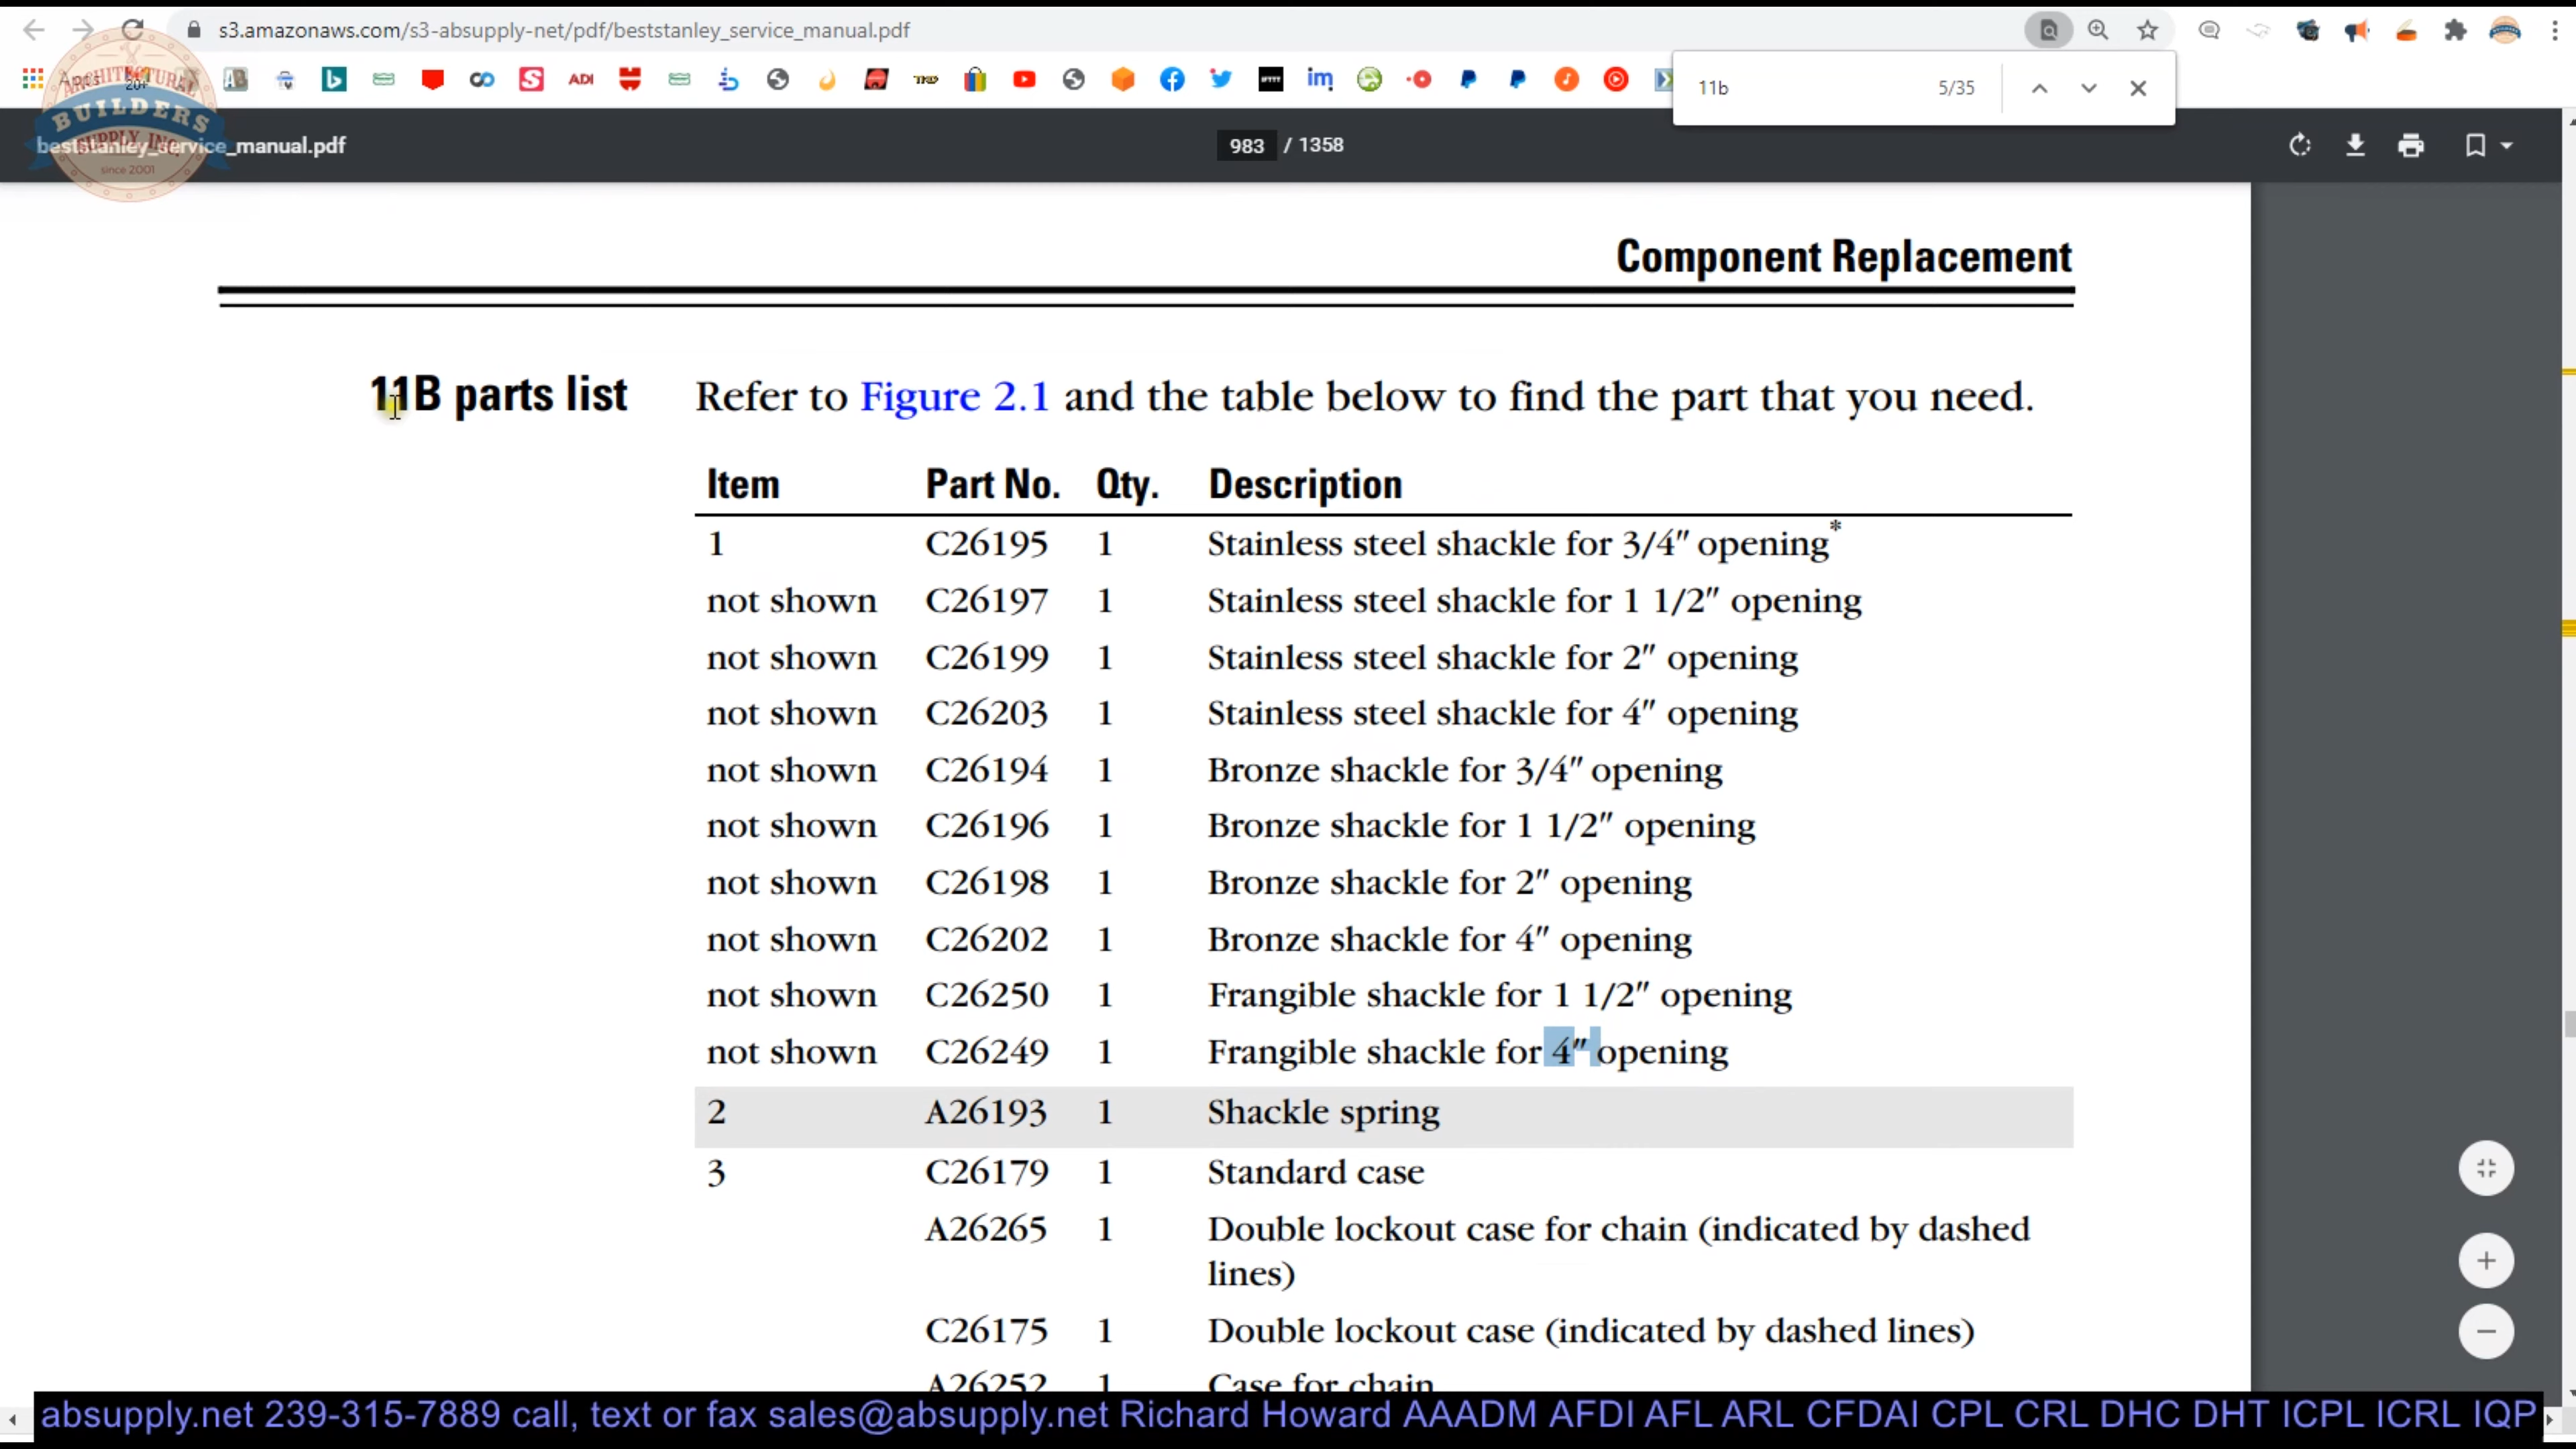 s3.amazonaws.com/s3-absupply-net/pdf/beststanley_service_manual.pdf
11b 5/35
ADI
BUILDERS
SUPPLY, INC.
since 2001
beststanley_service_manual.pdf
983 / 1358
Component Replacement
11B parts list Refer to Figure 2.1 and the table below to find the part that you need.
Item Part No. Qty. Description
1 C26195 1 Stainless steel shackle for 3/4" opening*
not shown C26197 1 Stainless steel shackle for 1 1/2" opening
not shown C26199 1 Stainless steel shackle for 2" opening
not shown C26203 1 Stainless steel shackle for 4" opening
not shown C26194 1 Bronze shackle for 3/4" opening
not shown C26196 1 Bronze shackle for 1 1/2" opening
not shown C26198 1 Bronze shackle for 2" opening
not shown C26202 1 Bronze shackle for 4" opening
not shown C26250 1 Frangible shackle for 1 1/2" opening
not shown C26249 1 Frangible shackle for 4" opening
2 A26193 1 Shackle spring
3 C26179 1 Standard case
A26265 1 Double lockout case for chain (indicated by dashed
lines)
C26175 1 Double lockout case (indicated by dashed lines)
A26252 1 Case for chain
absupply.net 239-315-7889 call, text or fax sales@absupply.net Richard Howard AAADM AFDI AFL ARL CFDAI CPL CRL DHC DHT ICPL ICRL IQP